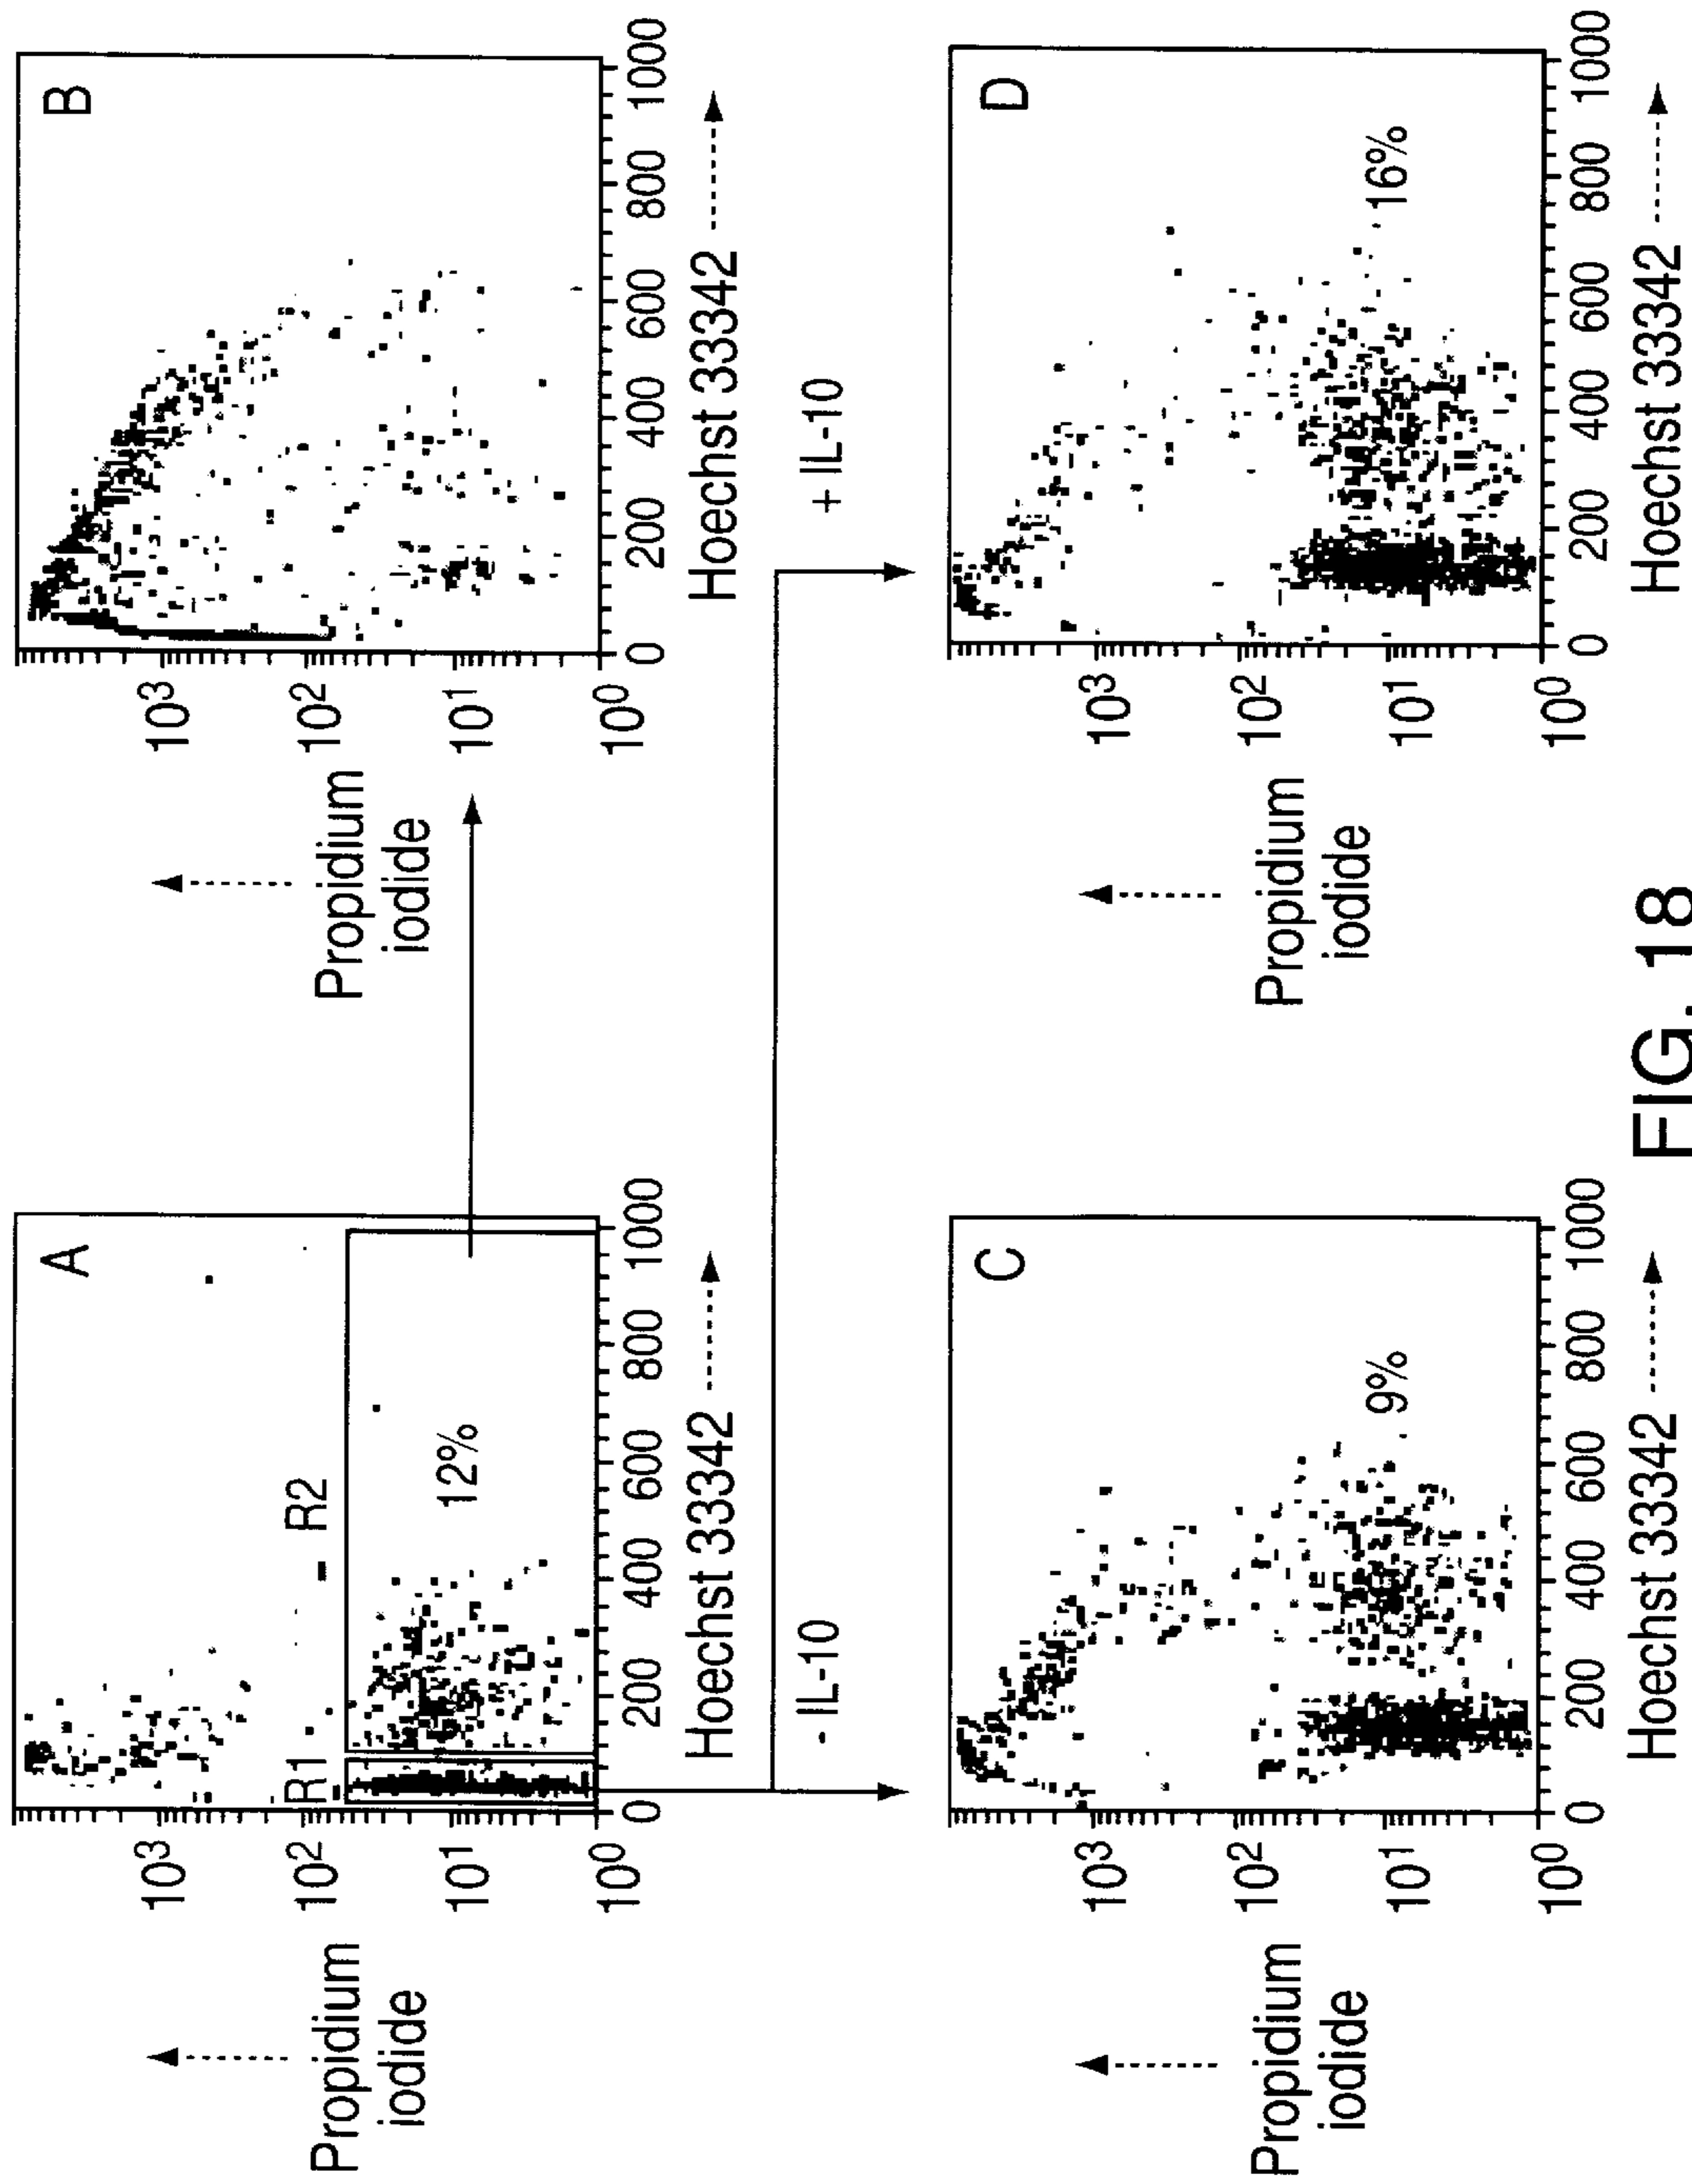 A
Propidium
iodide
10³
10²
10¹
10⁰
R1
R2
12%
0 200 400 600 800 1000
Hoechst 33342
B
Propidium
iodide
10³
10²
10¹
10⁰
0 200 400 600 800 1000
Hoechst 33342
- IL-10
+ IL-10
C
Propidium
iodide
10³
10²
10¹
10⁰
9%
0 200 400 600 800 1000
Hoechst 33342
D
Propidium
iodide
10³
10²
10¹
10⁰
16%
0 200 400 600 800 1000
Hoechst 33342
FIG. 18